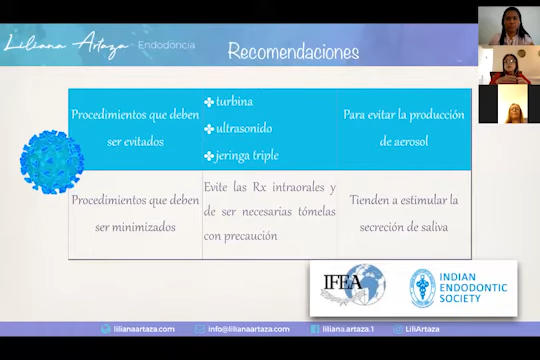 Liliana Artaza Endodoncia
Recomendaciones
Procedimientos que deben
ser evitados
turbina
ultrasonido
jeringa triple
Para evitar la producción
de aerosol
Procedimientos que deben
ser minimizados
Evite las Rx intraorales y
de ser necesarias tómelas
con precaución
Tienden a estimular la
secreción de saliva
IFEA
INDIAN
ENDODONTIC
SOCIETY
lilianaartaza.com
info@lilianaartaza.com
liliana.artaza.1
LiliArtaza